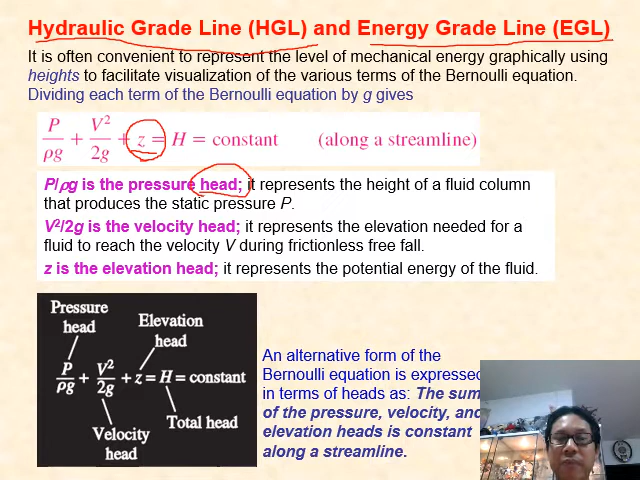 Hydraulic Grade Line (HGL) and Energy Grade Line (EGL)
It is often convenient to represent the level of mechanical energy graphically using
heights to facilitate visualization of the various terms of the Bernoulli equation.
Dividing each term of the Bernoulli equation by g gives
P/ρg + V²/2g + z = H = constant (along a streamline)
P/ρg is the pressure head; it represents the height of a fluid column
that produces the static pressure P.
V²/2g is the velocity head; it represents the elevation needed for a
fluid to reach the velocity V during frictionless free fall.
z is the elevation head; it represents the potential energy of the fluid.
Pressure
head
Elevation
head
P/ρg + V²/2g + z = H = constant
Total head
Velocity
head
An alternative form of the
Bernoulli equation is expressed
in terms of heads as: The sum
of the pressure, velocity, and
elevation heads is constant
along a streamline.